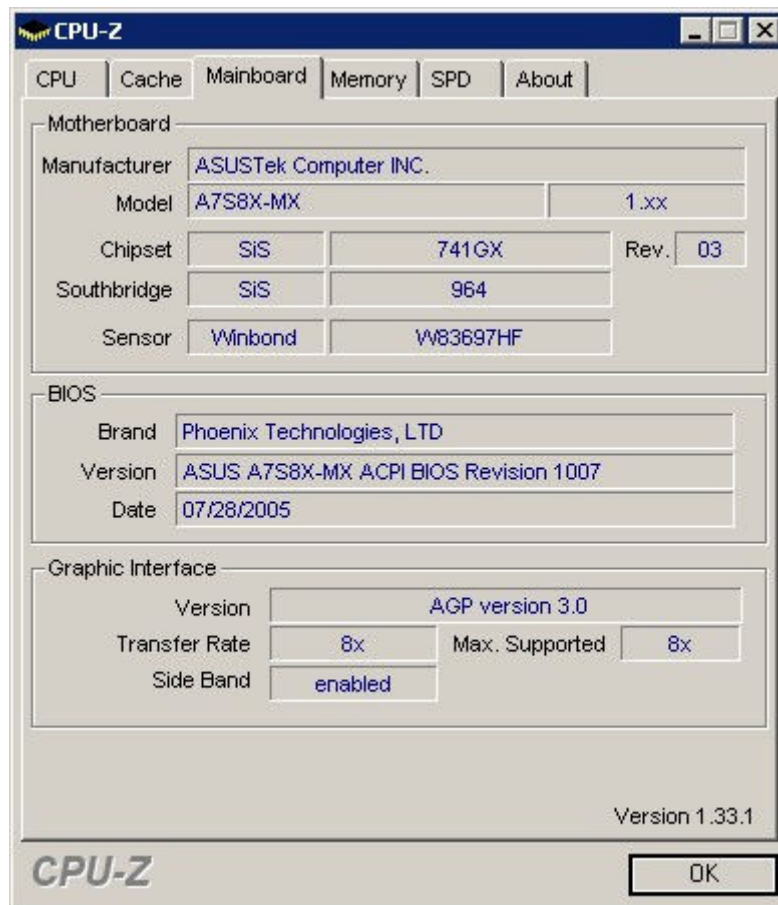 CPU-Z
CPU Cache Mainboard Memory SPD About
Motherboard
Manufacturer ASUSTek Computer INC.
Model A7S8X-MX 1.xx
Chipset SiS 741GX Rev. 03
Southbridge SiS 964
Sensor Winbond W83697HF
BIOS
Brand Phoenix Technologies, LTD
Version ASUS A7S8X-MX ACPI BIOS Revision 1007
Date 07/28/2005
Graphic Interface
Version AGP version 3.0
Transfer Rate 8x Max. Supported 8x
Side Band enabled
Version 1.33.1
CPU-Z OK